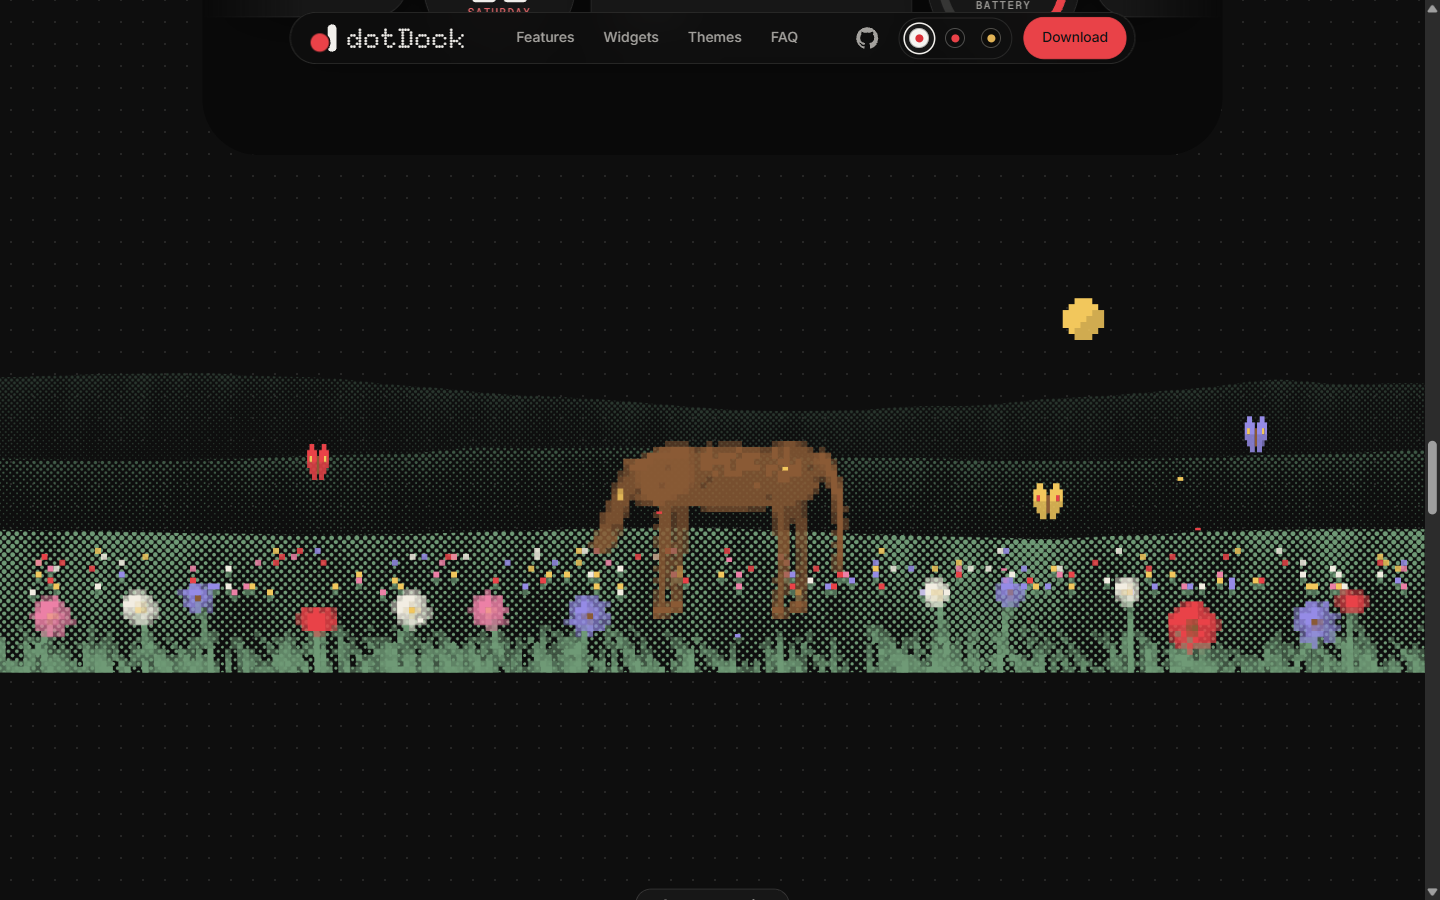 SATURDAY
BATTERY
dotDock
Features
Widgets
Themes
FAQ
Download